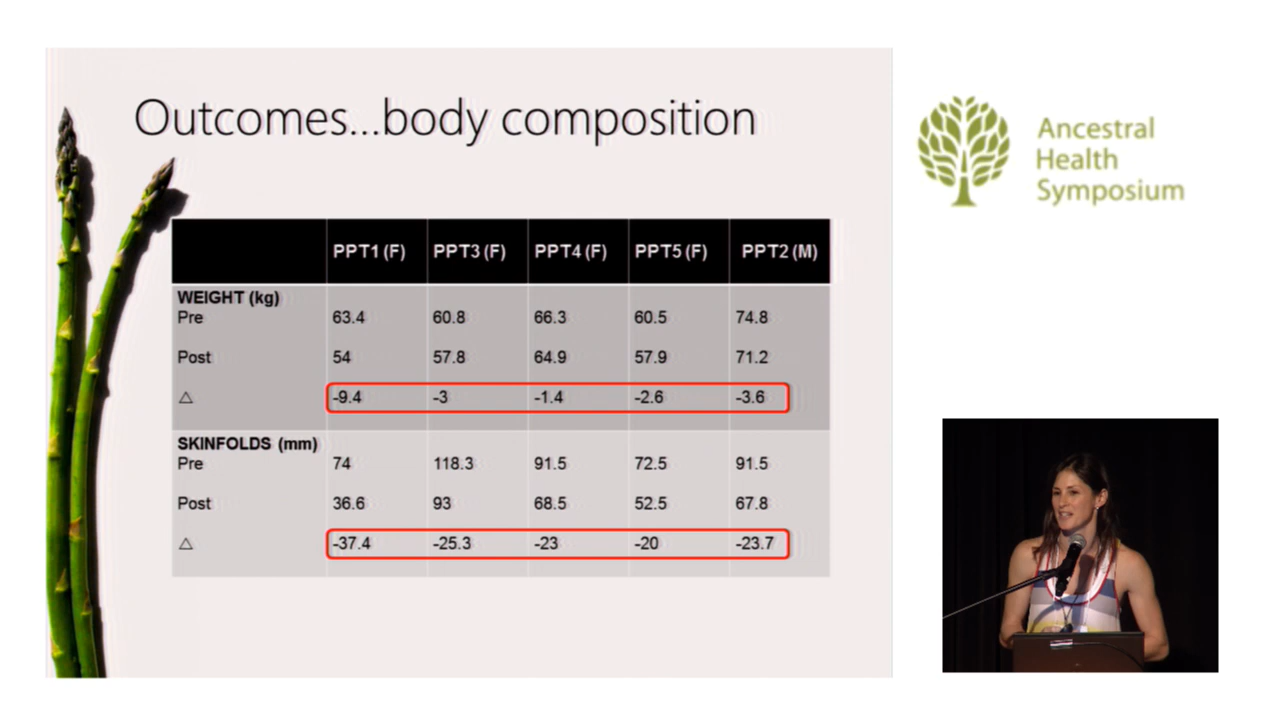 Outcomes...body composition
Ancestral
Health
Symposium
PPT1 (F) PPT3 (F) PPT4 (F) PPT5 (F) PPT2 (M)
WEIGHT (kg)
Pre 63.4 60.8 66.3 60.5 74.8
Post 54 57.8 64.9 57.9 71.2
△ -9.4 -3 -1.4 -2.6 -3.6
SKINFOLDS (mm)
Pre 74 118.3 91.5 72.5 91.5
Post 36.6 93 68.5 52.5 67.8
△ -37.4 -25.3 -23 -20 -23.7